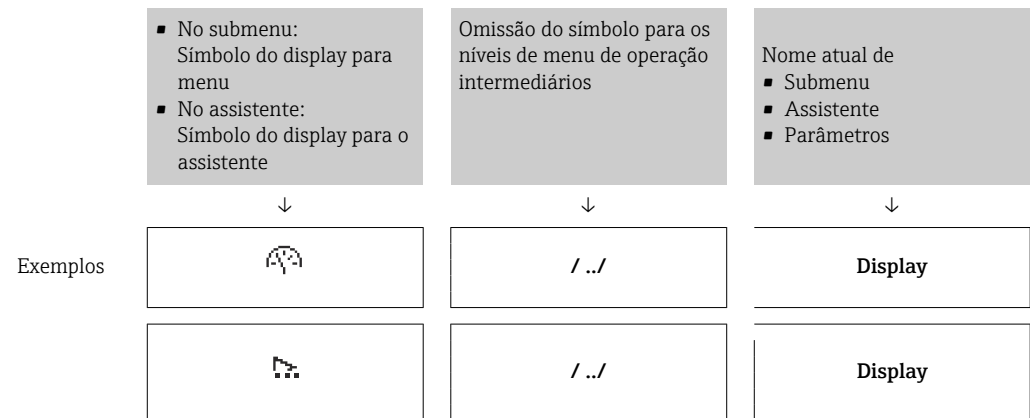 ▪ No submenu:
Símbolo do display para
menu
▪ No assistente:
Símbolo do display para o
assistente
Omissão do símbolo para os
níveis de menu de operação
intermediários
Nome atual de
▪ Submenu
▪ Assistente
▪ Parâmetros
↓ ↓ ↓
Exemplos / ../ Display
/ ../ Display